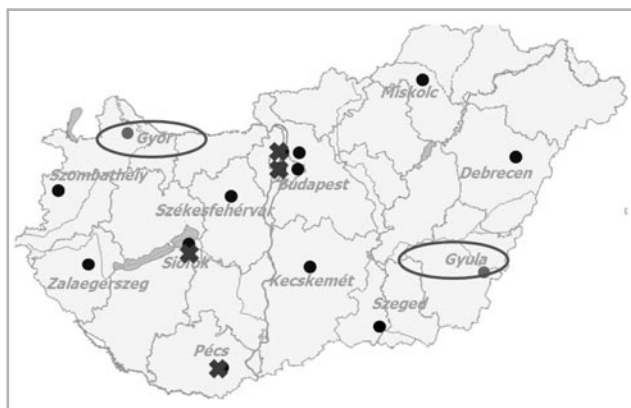 Miskolc
Győr
Szombathely
Budapest
Debrecen
Székesfehérvár
Siófok
Gyula
Zalaegerszeg
Kecskemét
Szeged
Pécs